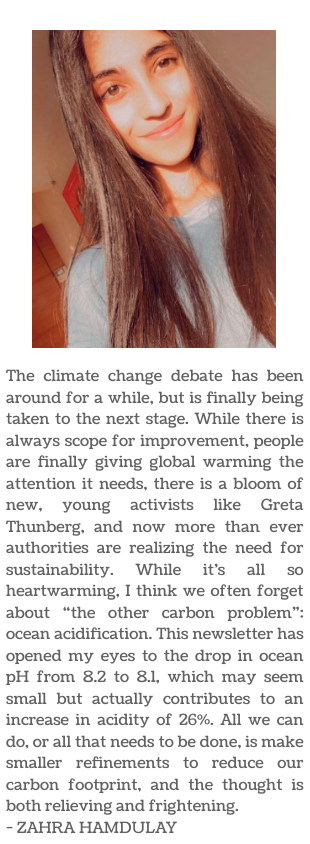 The climate change debate has been
around for a while, but is finally being
taken to the next stage. While there is
always scope for improvement, people
are finally giving global warming the
attention it needs, there is a bloom of
new, young activists like Greta
Thunberg, and now more than ever
authorities are realizing the need for
sustainability. While it's all so
heartwarming, I think we often forget
about “the other carbon problem”:
ocean acidification. This newsletter has
opened my eyes to the drop in ocean
pH from 8.2 to 8.1, which may seem
small but actually contributes to an
increase in acidity of 26%. All we can
do, or all that needs to be done, is make
smaller refinements to reduce our
carbon footprint, and the thought is
both relieving and frightening.
- ZAHRA HAMDULAY